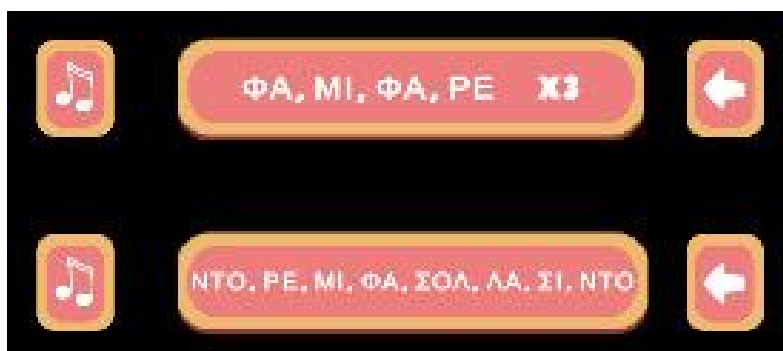 ΦΑ, ΜΙ, ΦΑ, ΡΕ X3
ΝΤΟ, ΡΕ, ΜΙ, ΦΑ, ΣΟΛ, ΛΑ, ΣΙ, ΝΤΟ